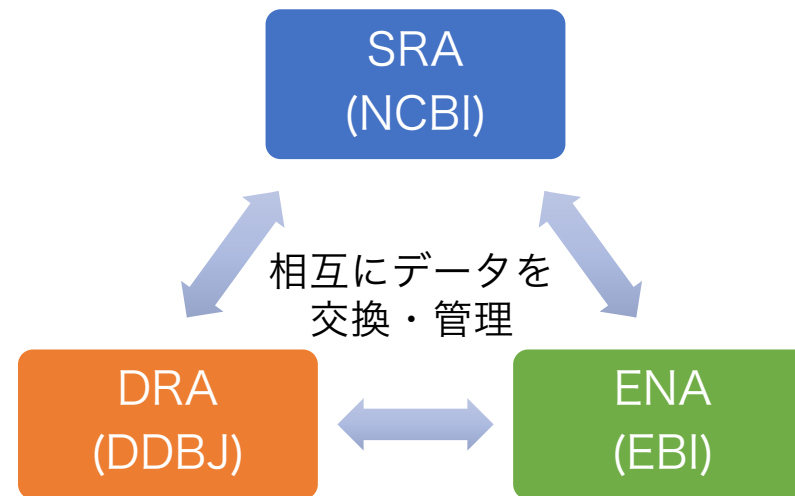 SRA
(NCBI)
相互にデータを
交換・管理
DRA
(DDBJ)
ENA
(EBI)